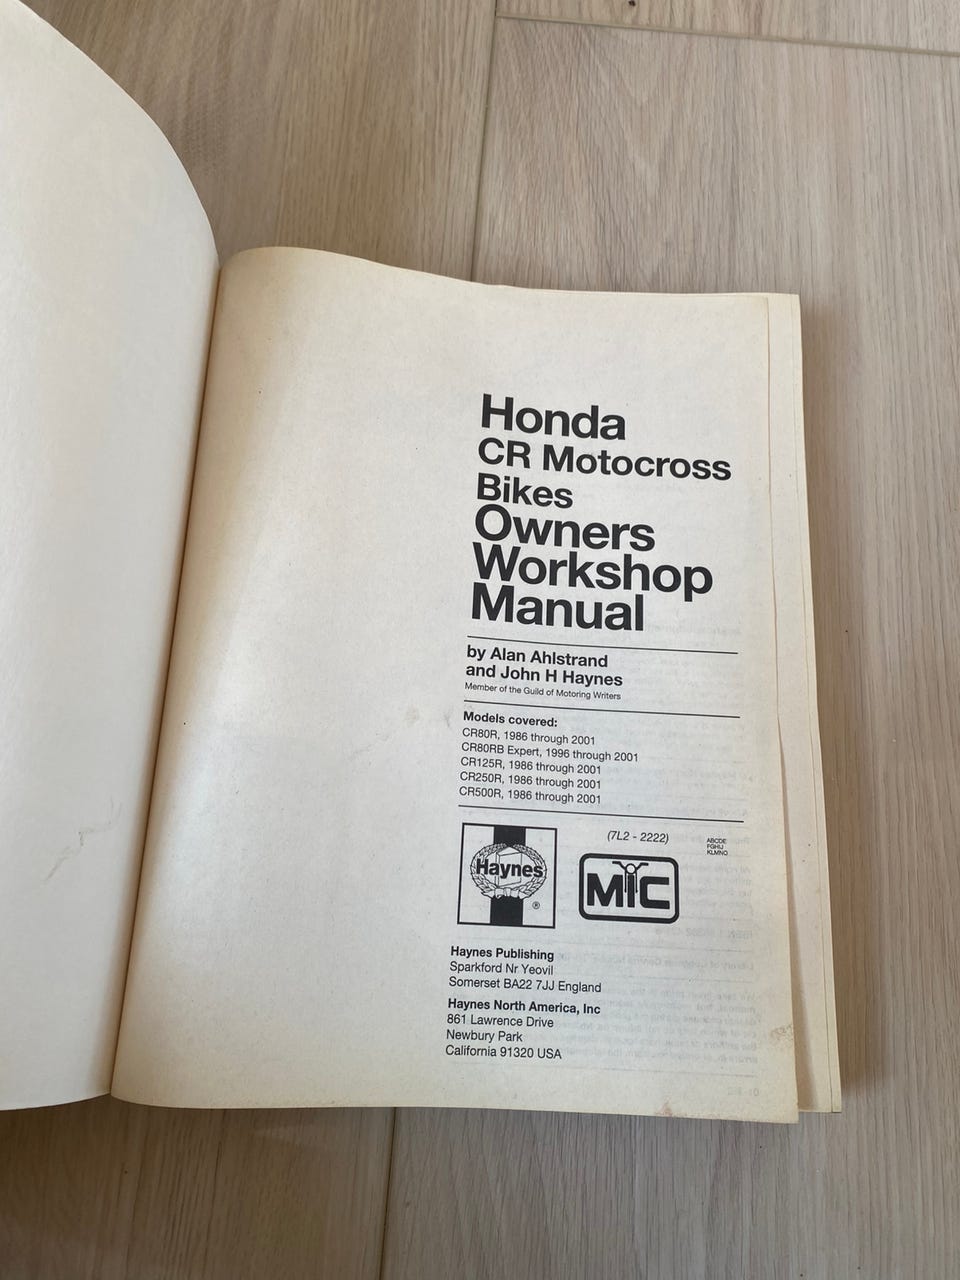 Honda
CR Motocross
Bikes
Owners
Workshop
Manual
by Alan Ahlstrand
and John H Haynes
Member of the Guild of Motoring Writers
Models covered:
CR80R, 1986 through 2001
CR80RB Expert, 1996 through 2001
CR125R, 1986 through 2001
CR250R, 1986 through 2001
CR500R, 1986 through 2001
(7L2 - 2222)
ABCDE
FGHIJ
KLMNO
Haynes
®
MIC
Haynes Publishing
Sparkford Nr Yeovil
Somerset BA22 7JJ England
Haynes North America, Inc
861 Lawrence Drive
Newbury Park
California 91320 USA